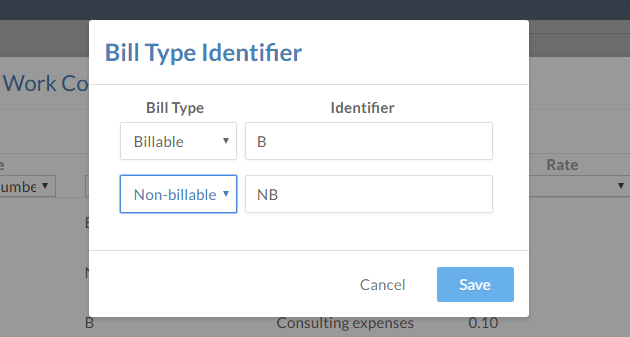 Bill Type Identifier
Work Co
Bill Type Identifier
Billable B
Rate
umbe
Non-billable NB
Cancel Save
B Consulting expenses 0.10